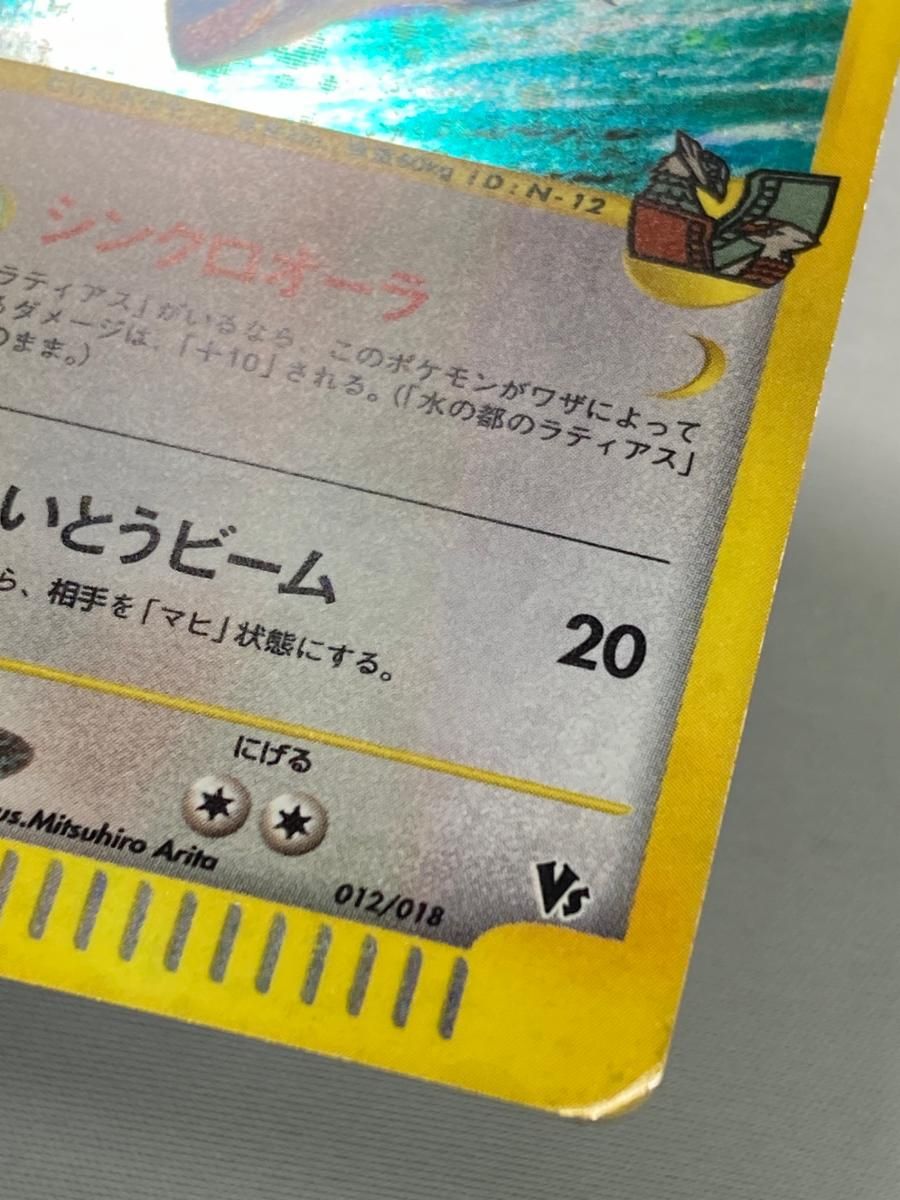 60kg ID:N-12
シンクロオーラ
ラティアス」がいるなら、このポケモンがワザによって
るダメージは、「+10」される。(「水の都のラティアス」
のまま。)
いとうビーム
20
ら、相手を「マヒ」状態にする。
にげる
us.Mitsuhiro Arita
012/018
VS